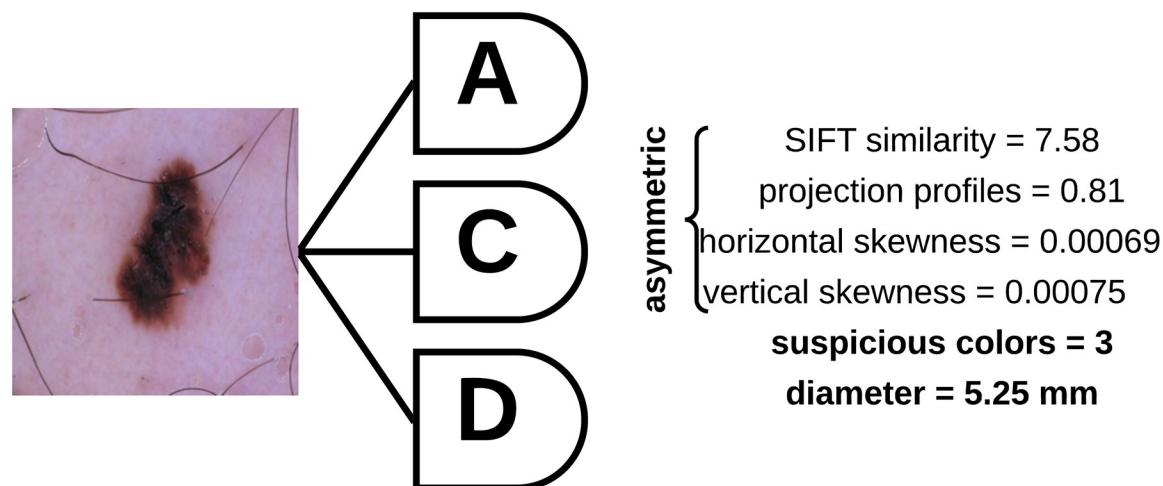 A
C
D
asymmetric
SIFT similarity = 7.58
projection profiles = 0.81
horizontal skewness = 0.00069
vertical skewness = 0.00075
suspicious colors = 3
diameter = 5.25 mm